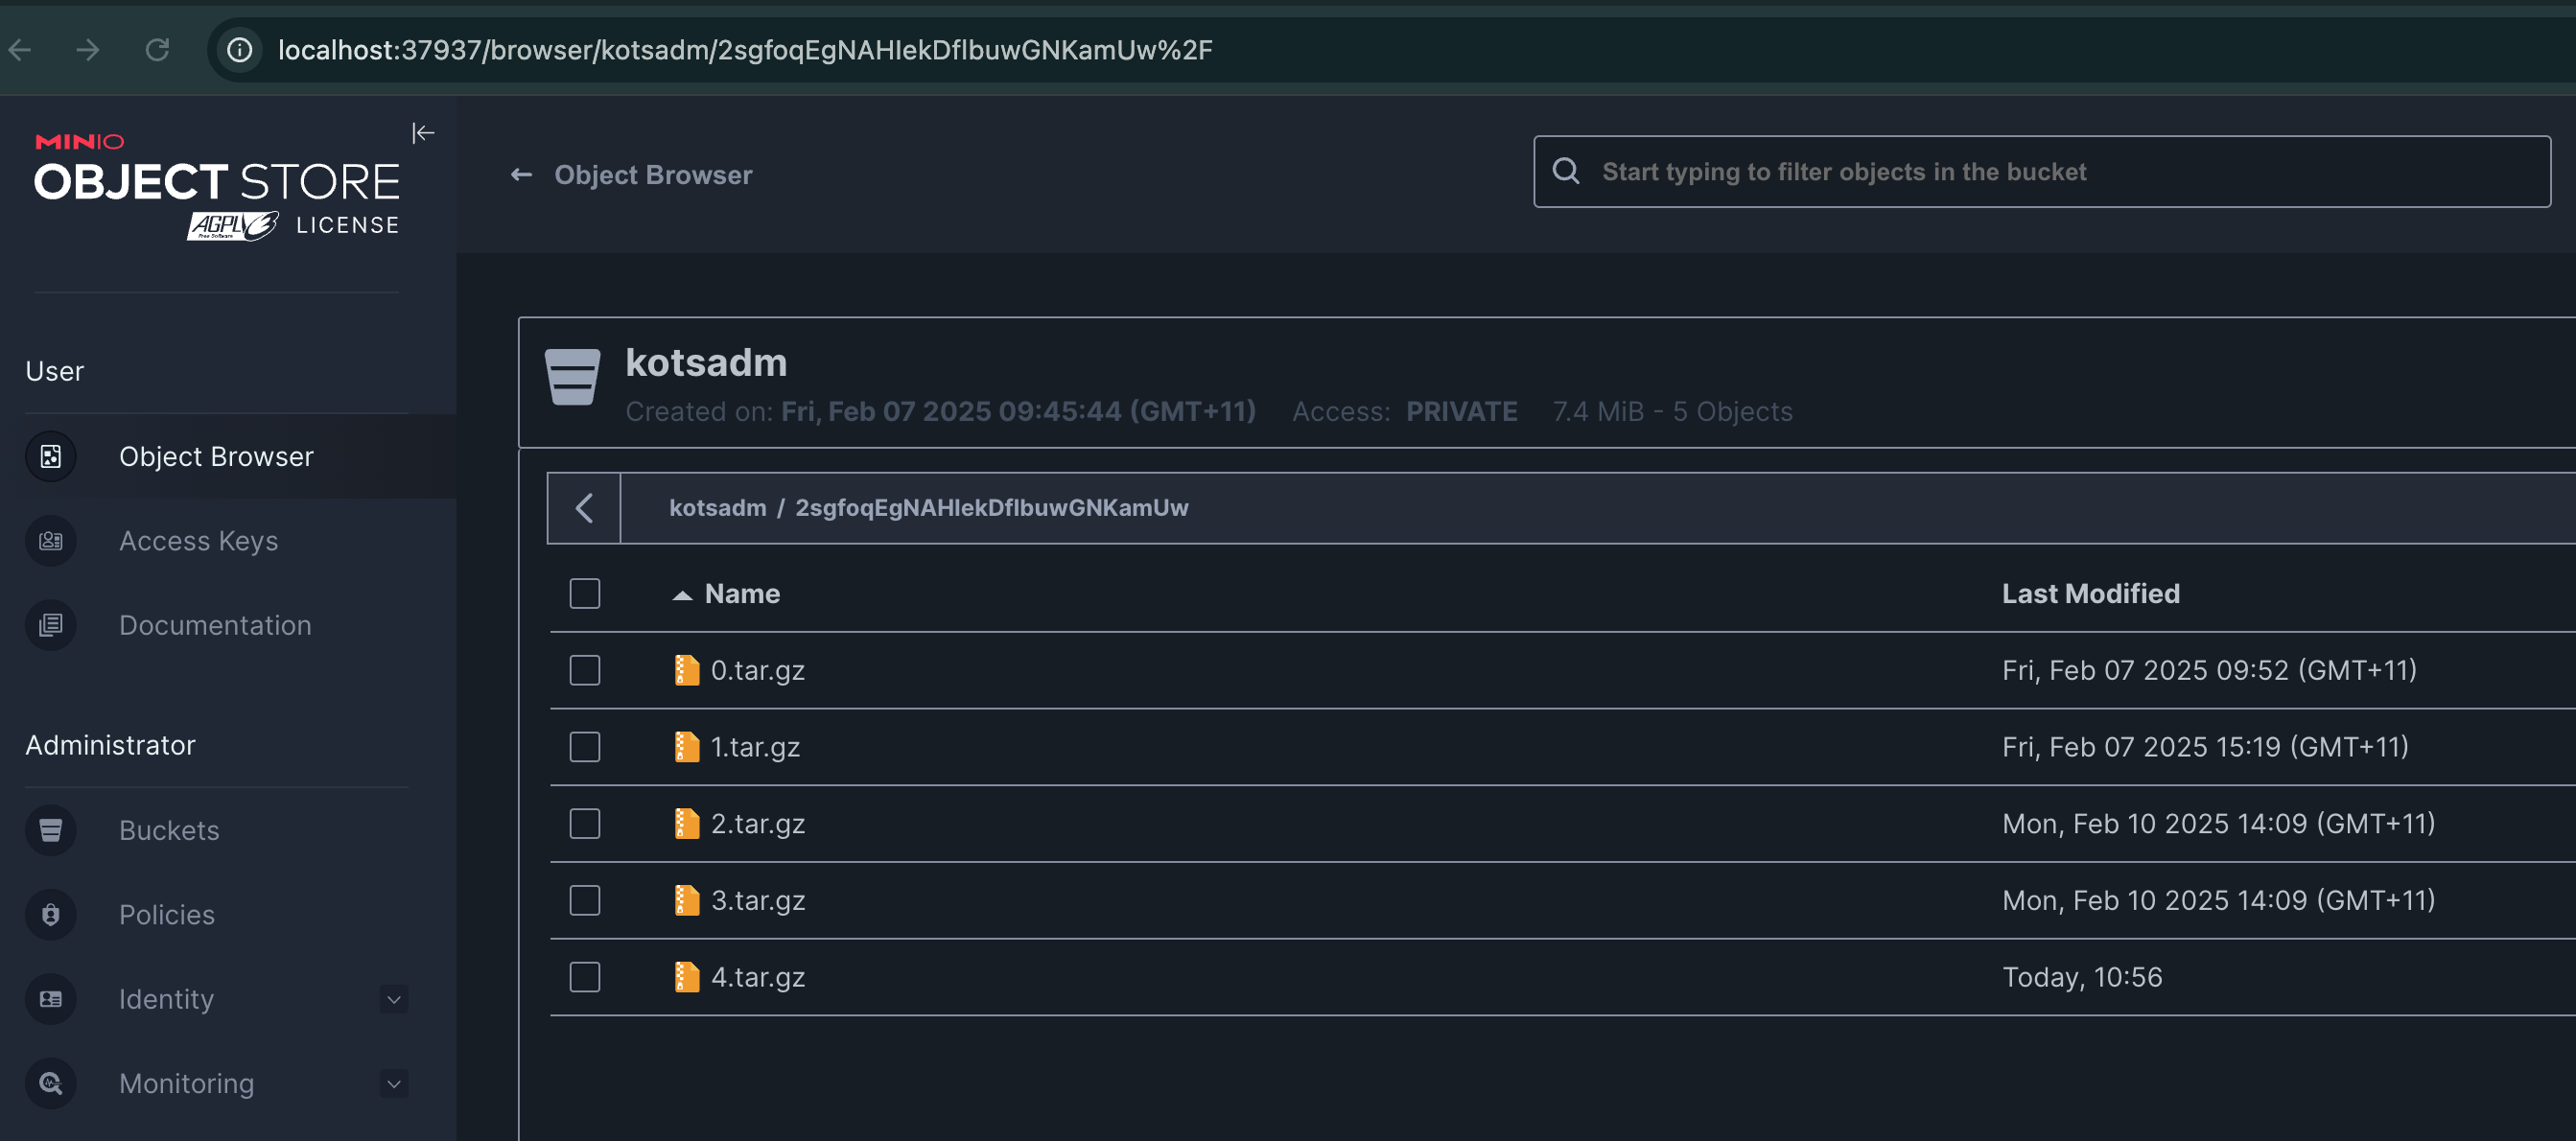 localhost:37937/browser/kotsadm/2sgfoqEgNAHIekDflbuwGNKamUw%2F
MINIO
OBJECT STORE
AGPLv3 LICENSE
Free Software
User
Object Browser
Access Keys
Documentation
Administrator
Buckets
Policies
Identity
Monitoring
Object Browser
Start typing to filter objects in the bucket
kotsadm
Created on: Fri, Feb 07 2025 09:45:44 (GMT+11) Access: PRIVATE 7.4 MiB - 5 Objects
kotsadm / 2sgfoqEgNAHIekDflbuwGNKamUw
Name Last Modified
0.tar.gz Fri, Feb 07 2025 09:52 (GMT+11)
1.tar.gz Fri, Feb 07 2025 15:19 (GMT+11)
2.tar.gz Mon, Feb 10 2025 14:09 (GMT+11)
3.tar.gz Mon, Feb 10 2025 14:09 (GMT+11)
4.tar.gz Today, 10:56